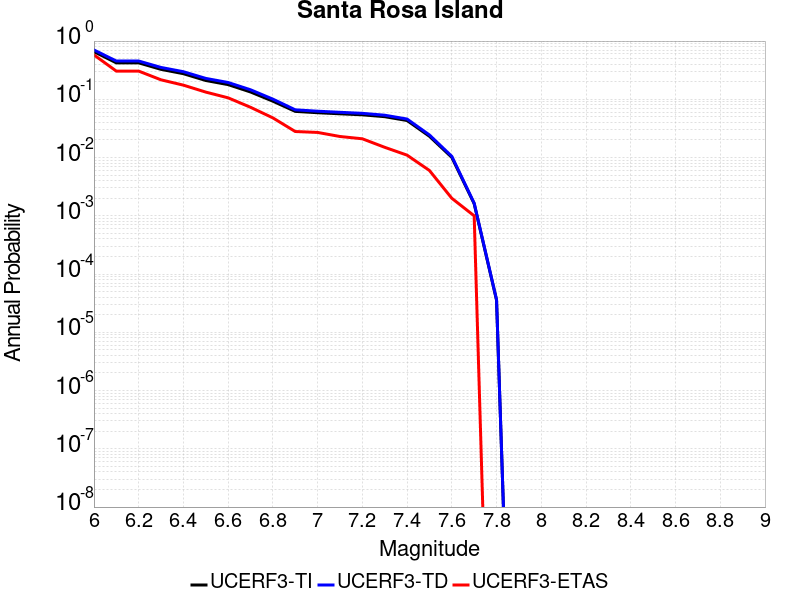 Santa Rosa Island
Annual Probability
10^0
10^-1
10^-2
10^-3
10^-4
10^-5
10^-6
10^-7
10^-8
6 6.2 6.4 6.6 6.8 7 7.2 7.4 7.6 7.8 8 8.2 8.4 8.6 8.8 9
Magnitude
UCERF3-TI UCERF3-TD UCERF3-ETAS